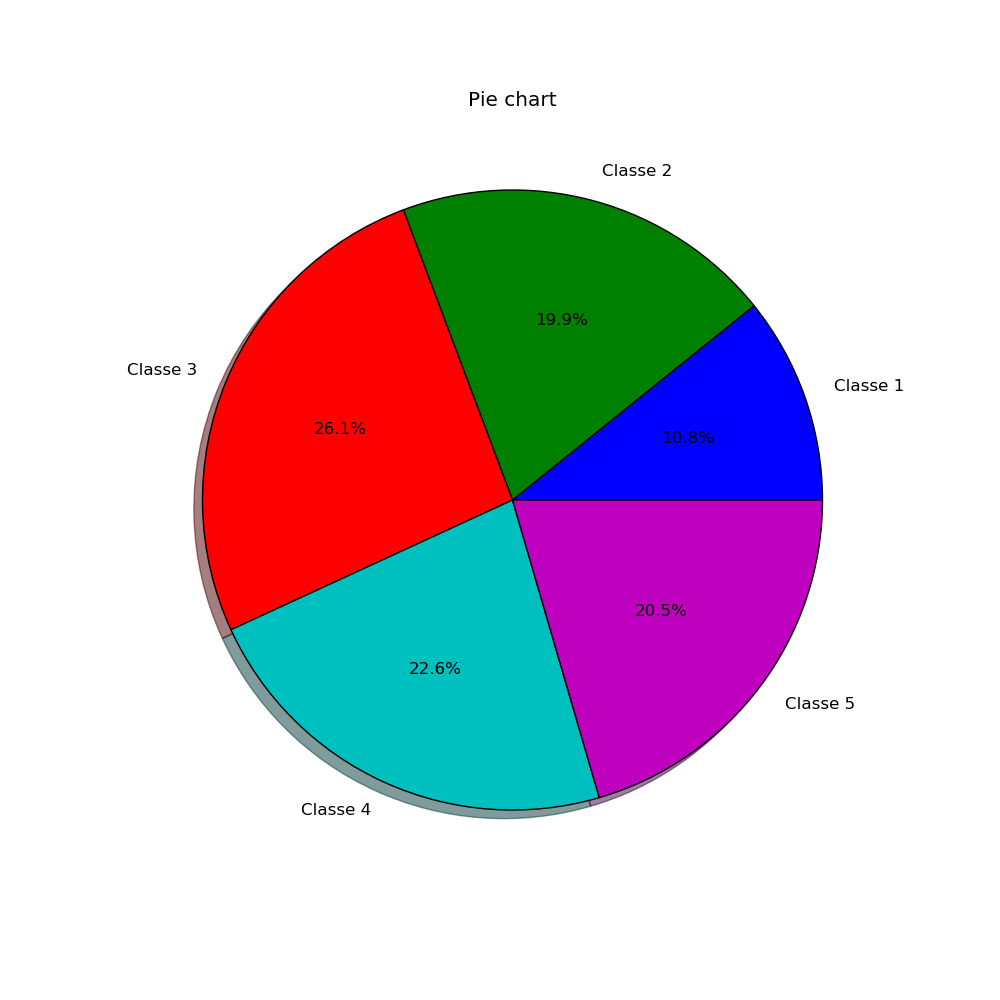 Pie chart
Classe 2
19.9%
Classe 3
Classe 1
26.1%
10.8%
20.5%
22.6%
Classe 5
Classe 4